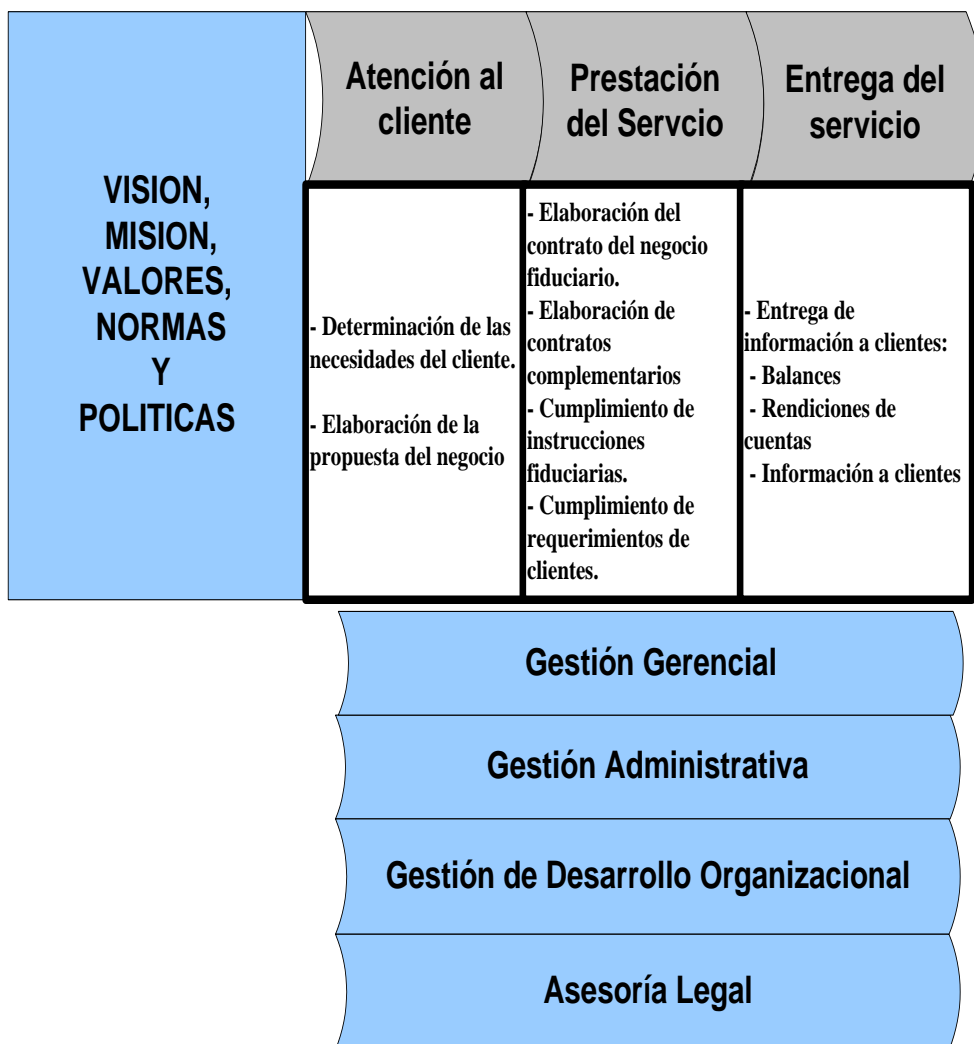 VISION,
MISION,
VALORES,
NORMAS
Y
POLITICAS
Atención al
cliente
Prestación
del Servcio
Entrega del
servicio
- Determinación de las
necesidades del cliente.
- Elaboración de la
propuesta del negocio
- Elaboración del
contrato del negocio
fiduciario.
- Elaboración de
contratos
complementarios
- Cumplimiento de
instrucciones
fiduciarias.
- Cumplimiento de
requerimientos de
clientes.
- Entrega de
información a clientes:
- Balances
- Rendiciones de
cuentas
- Información a clientes
Gestión Gerencial
Gestión Administrativa
Gestión de Desarrollo Organizacional
Asesoría Legal